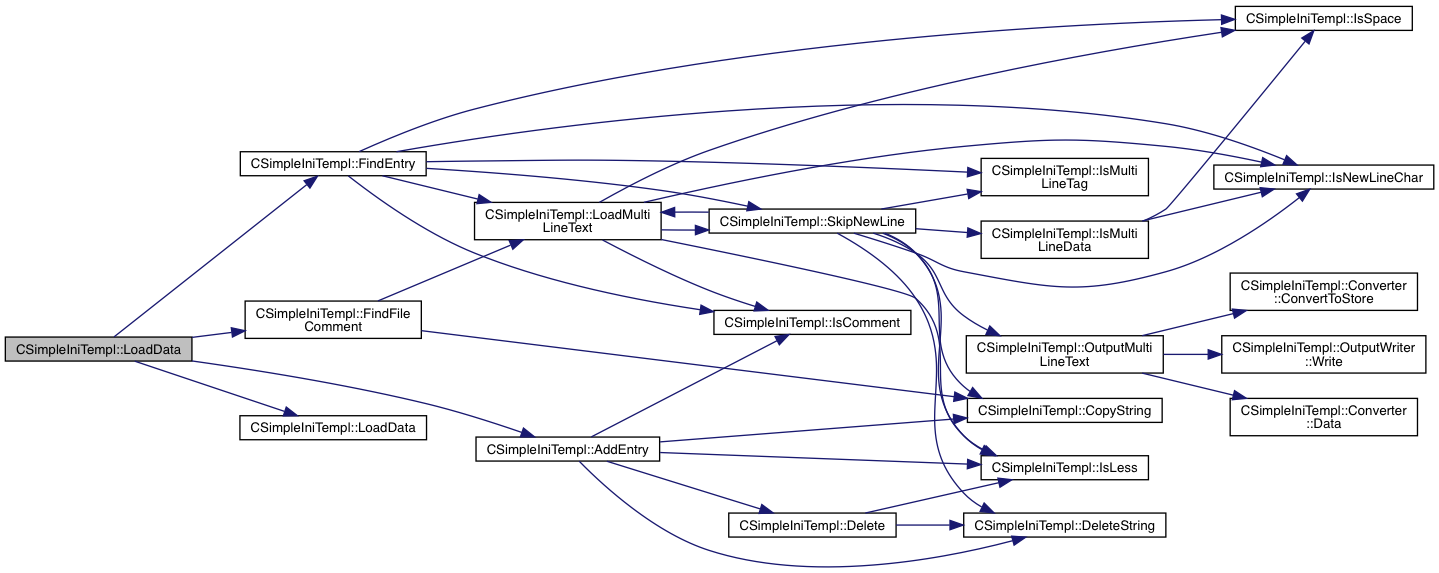 CSimpleIniTempl::LoadData
CSimpleIniTempl::FindEntry
CSimpleIniTempl::FindFile
Comment
CSimpleIniTempl::LoadData
CSimpleIniTempl::LoadMulti
LineText
CSimpleIniTempl::AddEntry
CSimpleIniTempl::SkipNewLine
CSimpleIniTempl::IsComment
CSimpleIniTempl::Delete
CSimpleIniTempl::IsMulti
LineTag
CSimpleIniTempl::IsMulti
LineData
CSimpleIniTempl::OutputMulti
LineText
CSimpleIniTempl::CopyString
CSimpleIniTempl::IsLess
CSimpleIniTempl::DeleteString
CSimpleIniTempl::IsSpace
CSimpleIniTempl::IsNewLineChar
CSimpleIniTempl::Converter
::ConvertToStore
CSimpleIniTempl::OutputWriter
::Write
CSimpleIniTempl::Converter
::Data